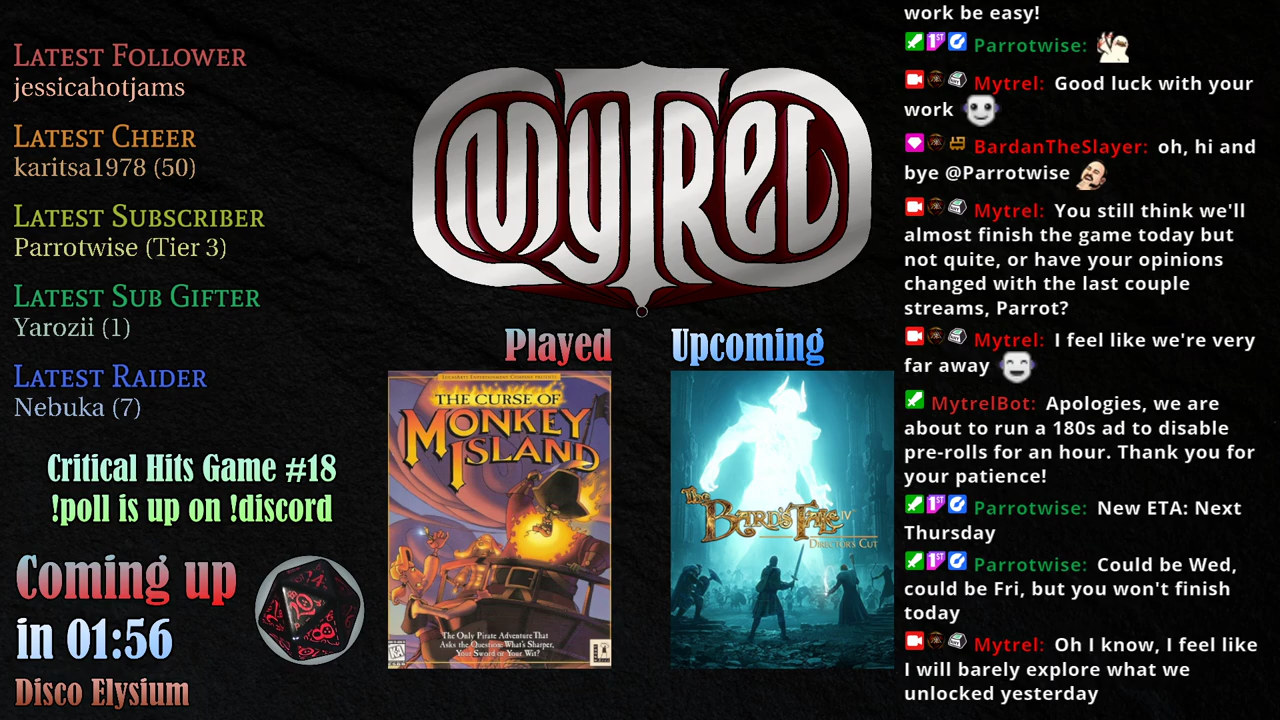 LATEST FOLLOWER
jessicahotjams
LATEST CHEER
karitsa1978 (50)
LATEST SUBSCRIBER
Parrotwise (Tier 3)
LATEST SUB GIFTER
Yarozii (1)
LATEST RAIDER
Nebuka (7)
Critical Hits Game #18
!poll is up on !discord
Coming up
in 01:56
Disco Elysium
MYTREL
Played
THE CURSE OF
MONKEY
ISLAND
The Only Pirate Adventure That
Asks the Question: What's Sharper,
Your Sword or Your Wit?
Upcoming
The
BARD'S TALE IV
DIRECTOR'S CUT
work be easy!
Parrotwise:
Mytrel: Good luck with your
work
BardanTheSlayer: oh, hi and
bye @Parrotwise
Mytrel: You still think we'll
almost finish the game today but
not quite, or have your opinions
changed with the last couple
streams, Parrot?
Mytrel: I feel like we're very
far away
MytrelBot: Apologies, we are
about to run a 180s ad to disable
pre-rolls for an hour. Thank you for
your patience!
Parrotwise: New ETA: Next
Thursday
Parrotwise: Could be Wed,
could be Fri, but you won't finish
today
Mytrel: Oh I know, I feel like
I will barely explore what we
unlocked yesterday